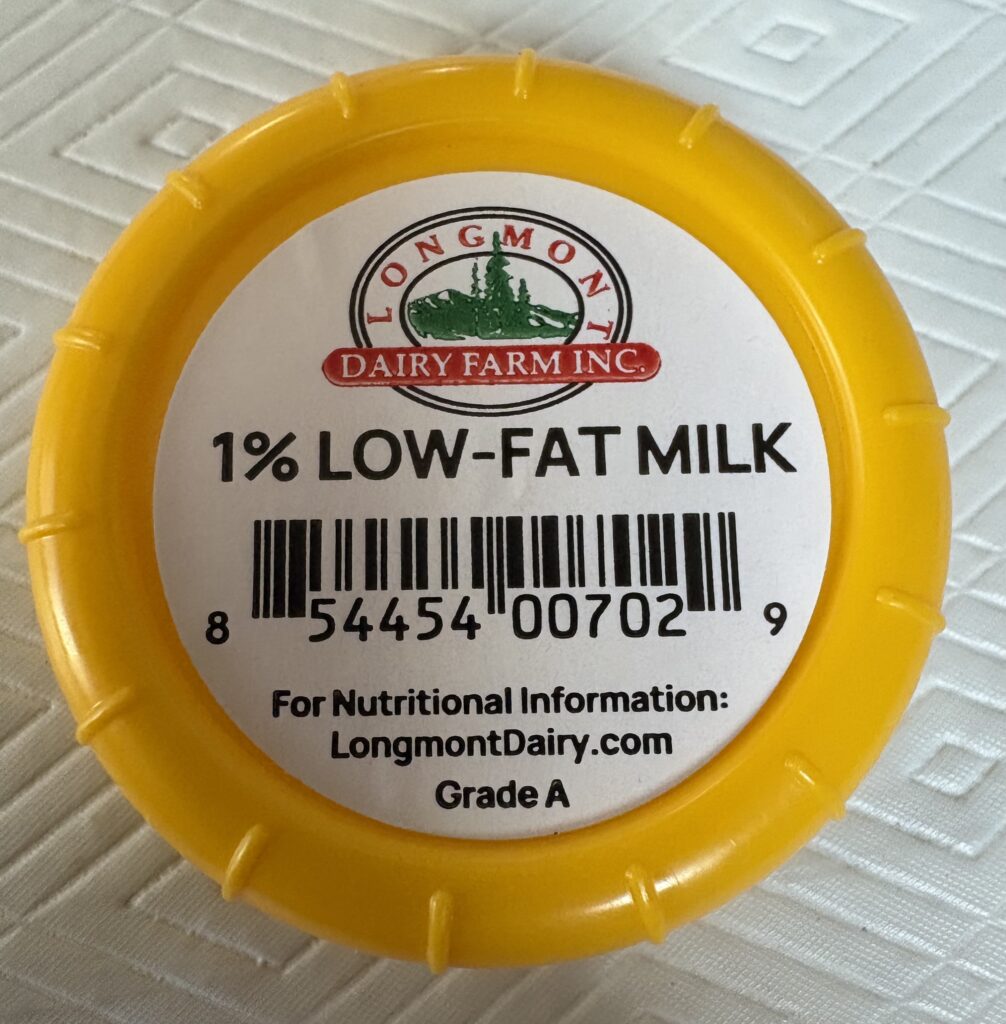 LONGMONT
DAIRY FARM INC.
1% LOW-FAT MILK
8 54454 00702 9
For Nutritional Information:
LongmontDairy.com
Grade A